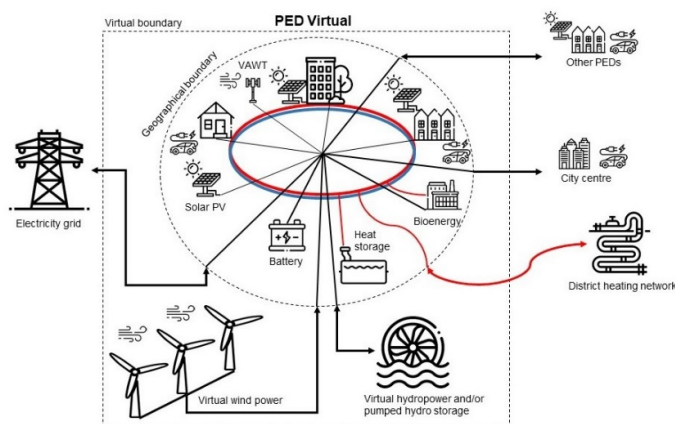 PED Virtual
Virtual boundary
Geographical boundary
VAWT
Other PEDs
City centre
Solar PV
Bioenergy
Electricity grid
Battery
Heat
storage
District heating network
Virtual wind power
Virtual hydropower and/or
pumped hydro storage